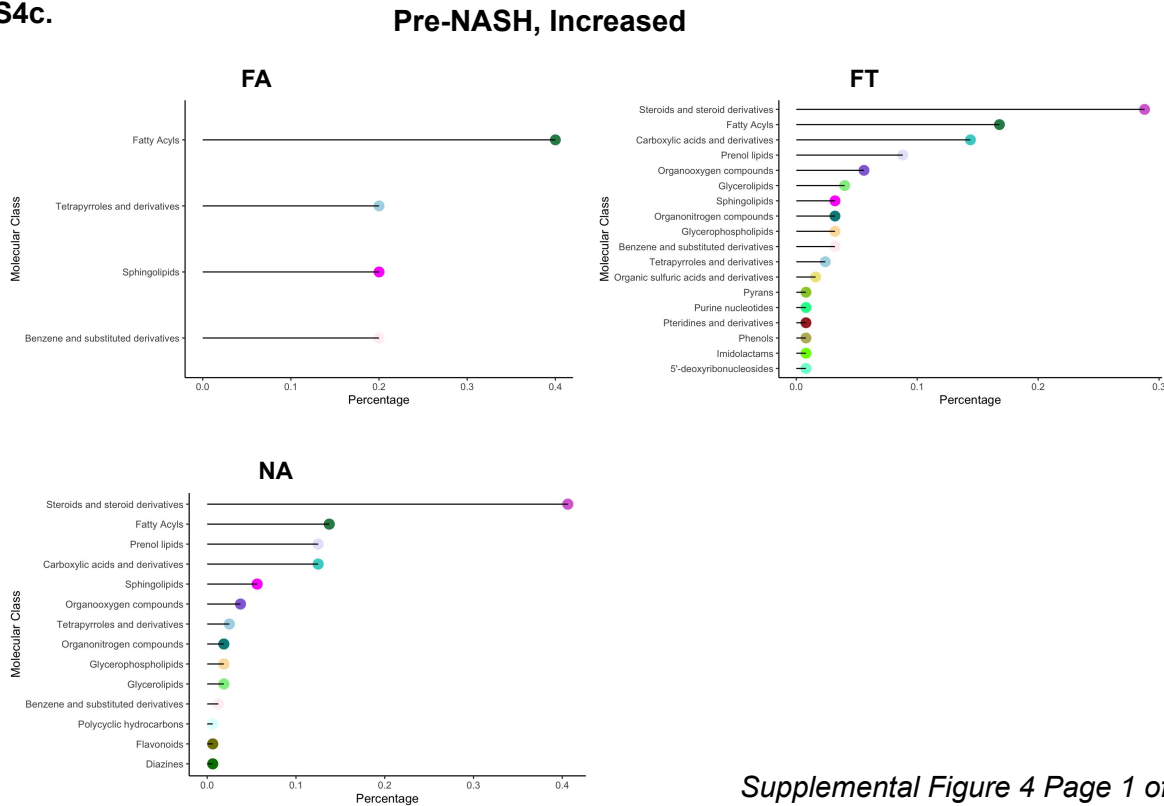 S4c.
Pre-NASH, Increased
FA
Molecular Class
Fatty Acyls
Tetrapyrroles and derivatives
Sphingolipids
Benzene and substituted derivatives
0.0 0.1 0.2 0.3 0.4
Percentage
FT
Molecular Class
Steroids and steroid derivatives
Fatty Acyls
Carboxylic acids and derivatives
Prenol lipids
Organooxygen compounds
Glycerolipids
Sphingolipids
Organonitrogen compounds
Glycerophospholipids
Benzene and substituted derivatives
Tetrapyrroles and derivatives
Organic sulfuric acids and derivatives
Pyrans
Purine nucleotides
Pteridines and derivatives
Phenols
Imidolactams
5'-deoxyribonucleosides
0.0 0.1 0.2 0.3
Percentage
NA
Molecular Class
Steroids and steroid derivatives
Fatty Acyls
Prenol lipids
Carboxylic acids and derivatives
Sphingolipids
Organooxygen compounds
Tetrapyrroles and derivatives
Organonitrogen compounds
Glycerophospholipids
Glycerolipids
Benzene and substituted derivatives
Polycyclic hydrocarbons
Flavonoids
Diazines
0.0 0.1 0.2 0.3 0.4
Percentage
Supplemental Figure 4 Page 1 of